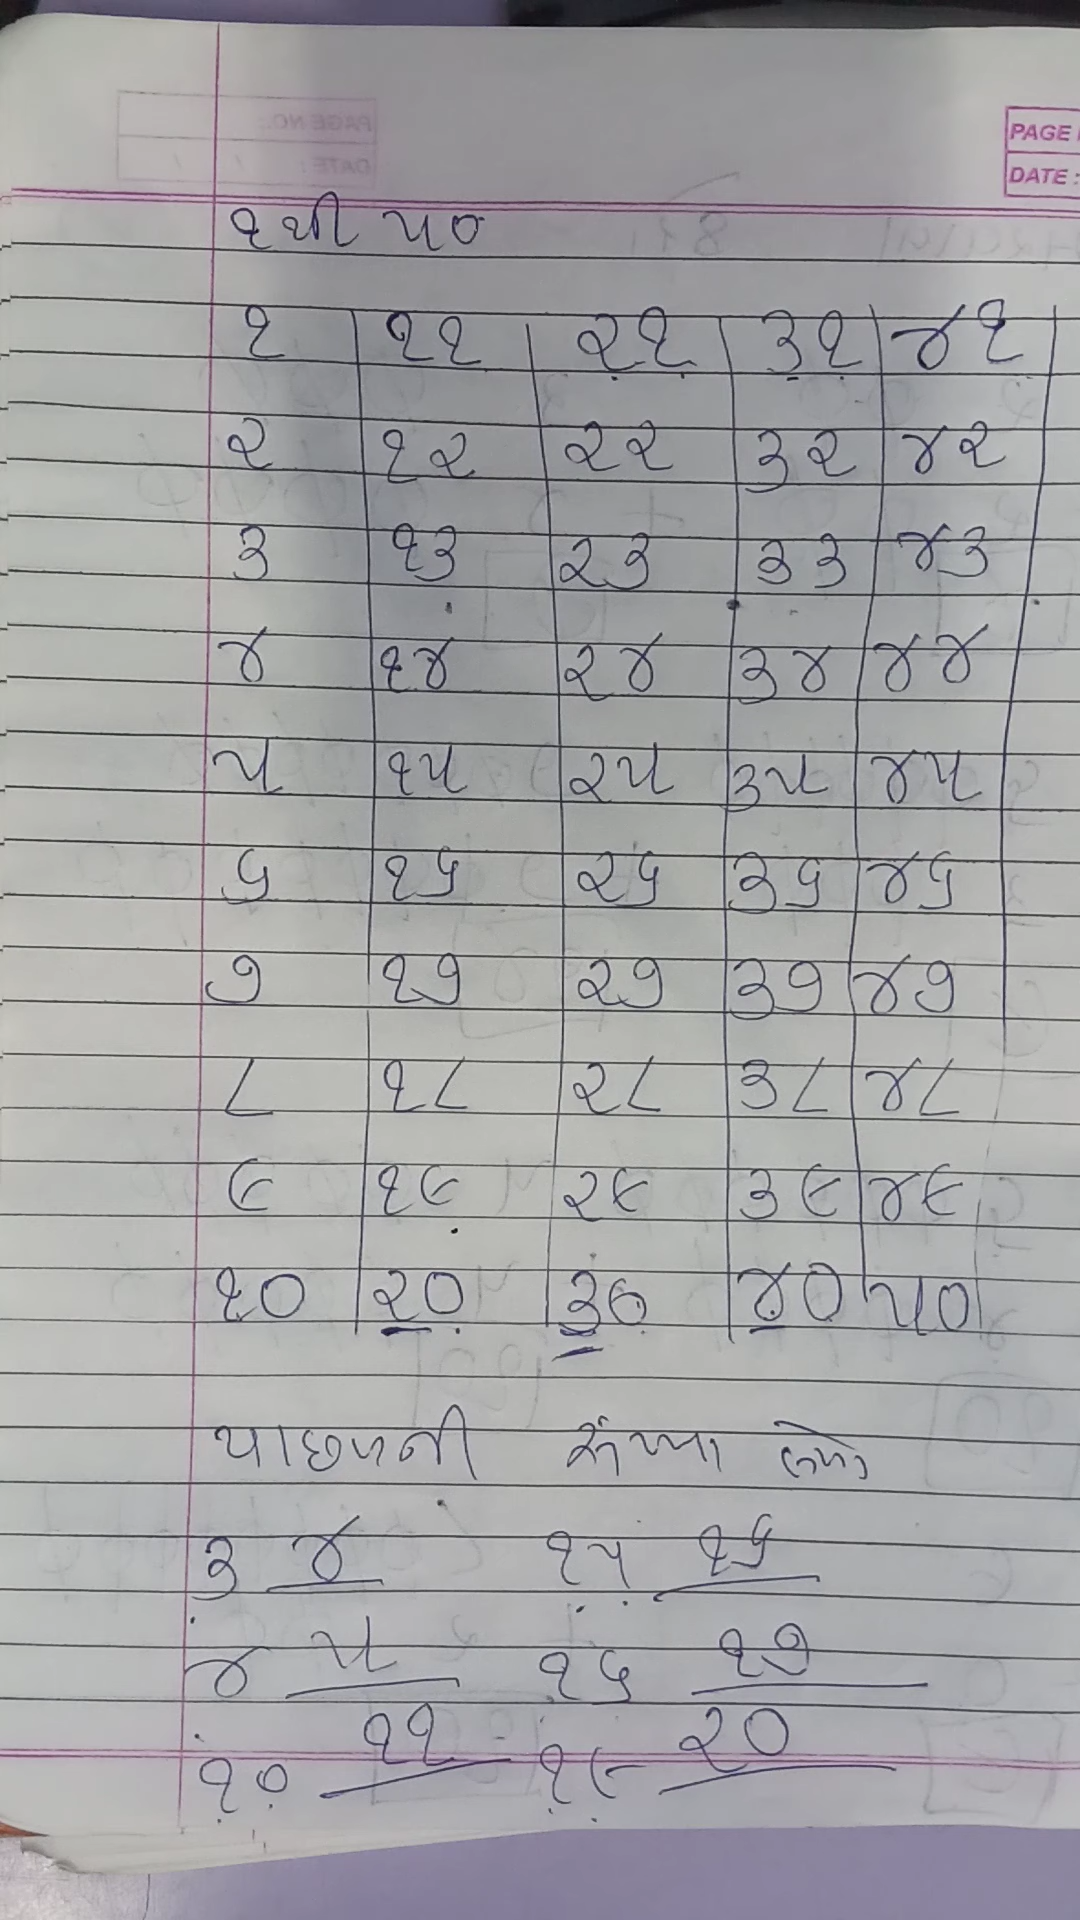 PAGE
DATE :
૧ થી ૫૦
૧ ૧૧ ૨૧ ૩૧ ૪૧
૨ ૧૨ ૨૨ ૩૨ ૪૨
૩ ૧૩ ૨૩ ૩૩ ૪૩
૪ ૧૪ ૨૪ ૩૪ ૪૪
૫ ૧૫ ૨૫ ૩૫ ૪૫
૬ ૧૬ ૨૬ ૩૬ ૪૬
૭ ૧૭ ૨૭ ૩૭ ૪૭
૮ ૧૮ ૨૮ ૩૮ ૪૮
૯ ૧૯ ૨૯ ૩૯ ૪૯
૧૦ ૨૦ ૩૦ ૪૦ ૫૦
પાછળની સંખ્યા લખો
૩ ૪ ૧૫ ૧૬
૪ ૫ ૧૬ ૧૭
૧૦ ૧૧ ૧૯ ૨૦